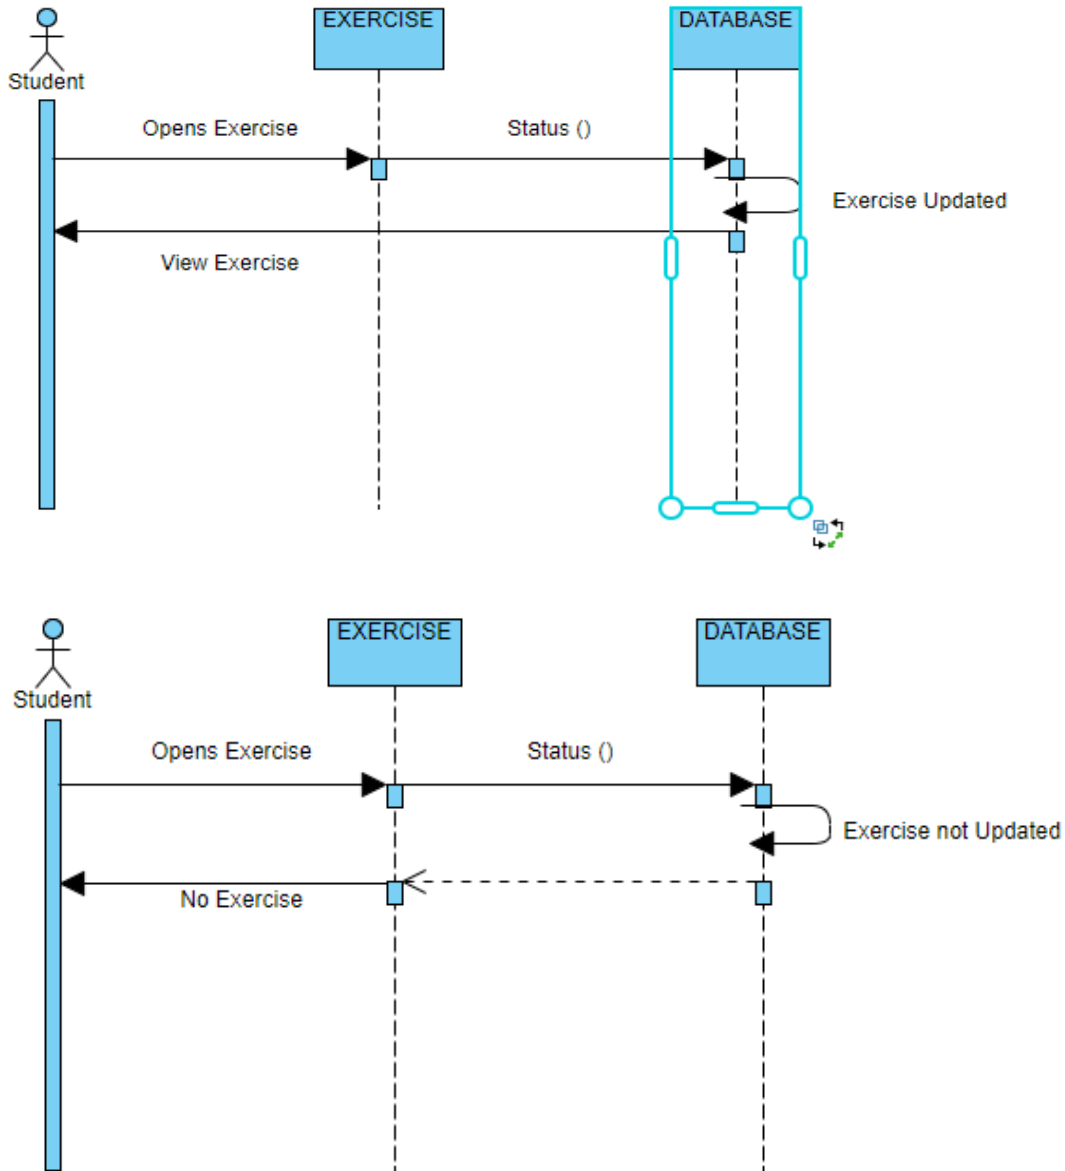 EXERCISE
DATABASE
Student
Opens Exercise
Status ()
Exercise Updated
View Exercise
EXERCISE
DATABASE
Student
Opens Exercise
Status ()
Exercise not Updated
No Exercise